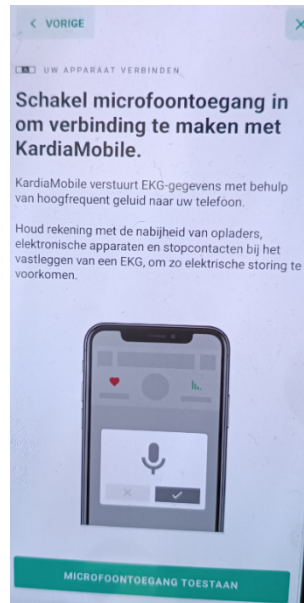 VORIGE
UW APPARAAT VERBINDEN
Schakel microfoontoegang in
om verbinding te maken met
KardiaMobile.
KardiaMobile verstuurt EKG-gegevens met behulp
van hoogfrequent geluid naar uw telefoon.
Houd rekening met de nabijheid van opladers,
elektronische apparaten en stopcontacten bij het
vastleggen van een EKG, om zo elektrische storing te
voorkomen.
MICROFOONTOEGANG TOESTAAN